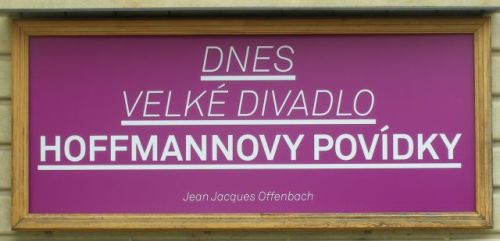 DNES
VELKÉ DIVADLO
HOFFMANNOVY POVÍDKY
Jean Jacques Offenbach